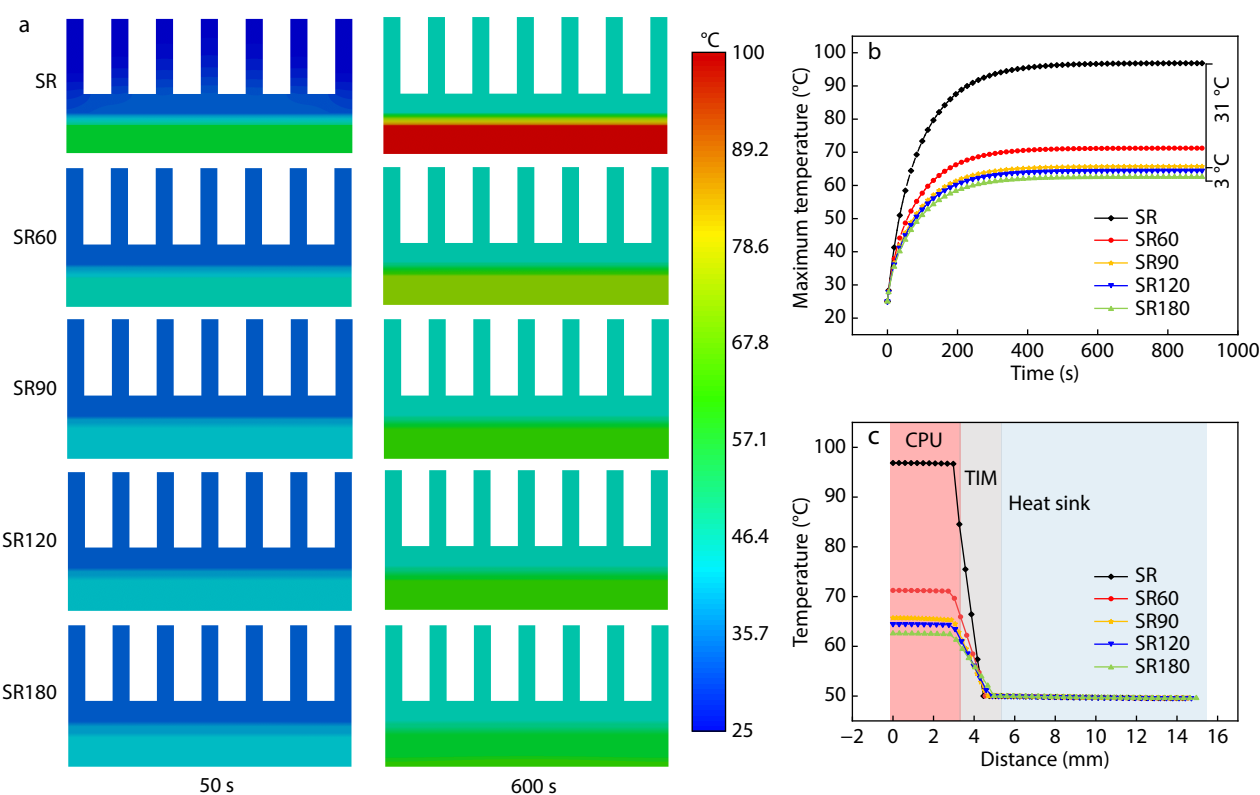 a
SR
SR60
SR90
SR120
SR180
50 s
600 s
°C
100
89.2
78.6
67.8
57.1
46.4
35.7
25
b
Maximum temperature (°C)
100
90
80
70
60
50
40
30
20
0
200
400
600
800
1000
Time (s)
31 °C
3 °C
SR
SR60
SR90
SR120
SR180
c
CPU
TIM
Heat sink
Temperature (°C)
100
90
80
70
60
50
−2
0
2
4
6
8
10
12
14
16
Distance (mm)
SR
SR60
SR90
SR120
SR180